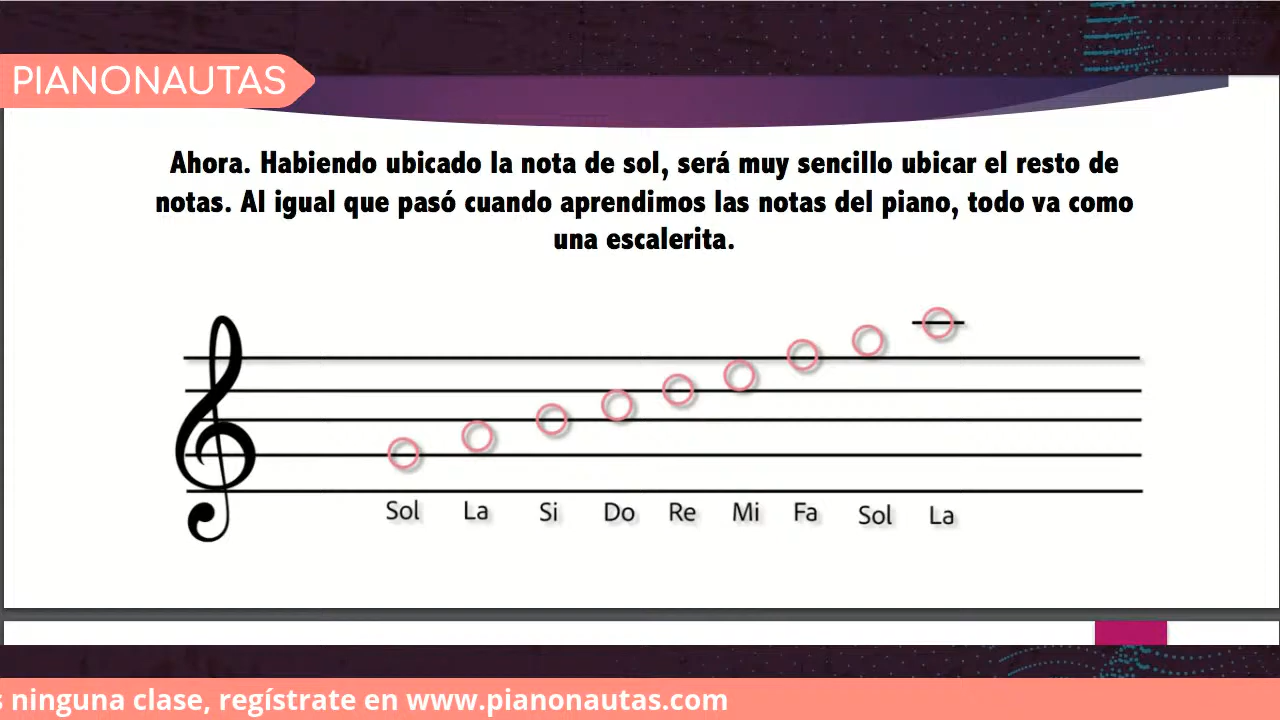 PIANONAUTAS
Ahora. Habiendo ubicado la nota de sol, será muy sencillo ubicar el resto de
notas. Al igual que pasó cuando aprendimos las notas del piano, todo va como
una escalerita.
Sol La Si Do Re Mi Fa Sol La
ninguna clase, regístrate en www.pianonautas.com